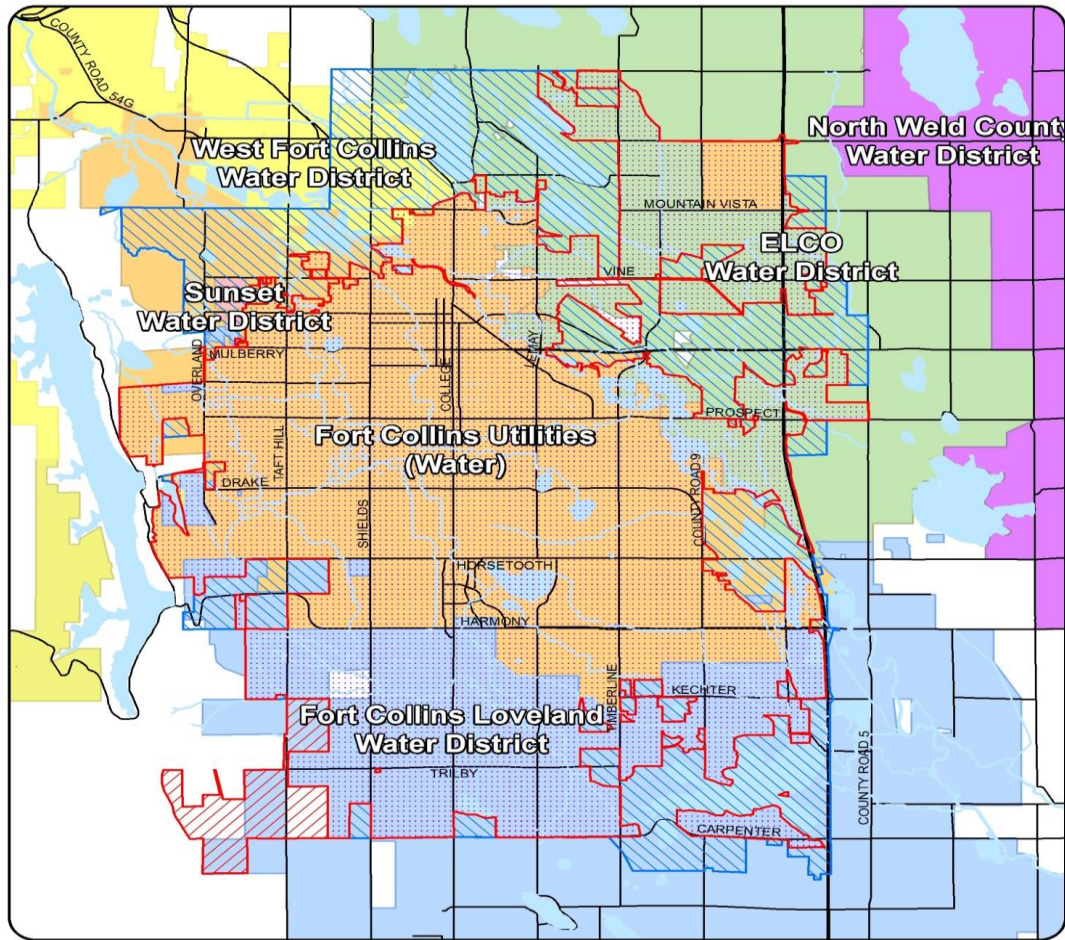 COUNTY ROAD 54G
West Fort Collins
Water District
North Weld County
Water District
MOUNTAIN VISTA
ELCO
Water District
VINE
Sunset
Water District
MULBERRY
OVERLAND
COLLEGE
LEMAY
PROSPECT
TAFT HILL
Fort Collins Utilities
(Water)
DRAKE
SHIELDS
COUNTY ROAD 9
HORSETOOTH
HARMONY
TIMBERLINE
KECHTER
Fort Collins Loveland
Water District
TRILBY
COUNTY ROAD 5
CARPENTER